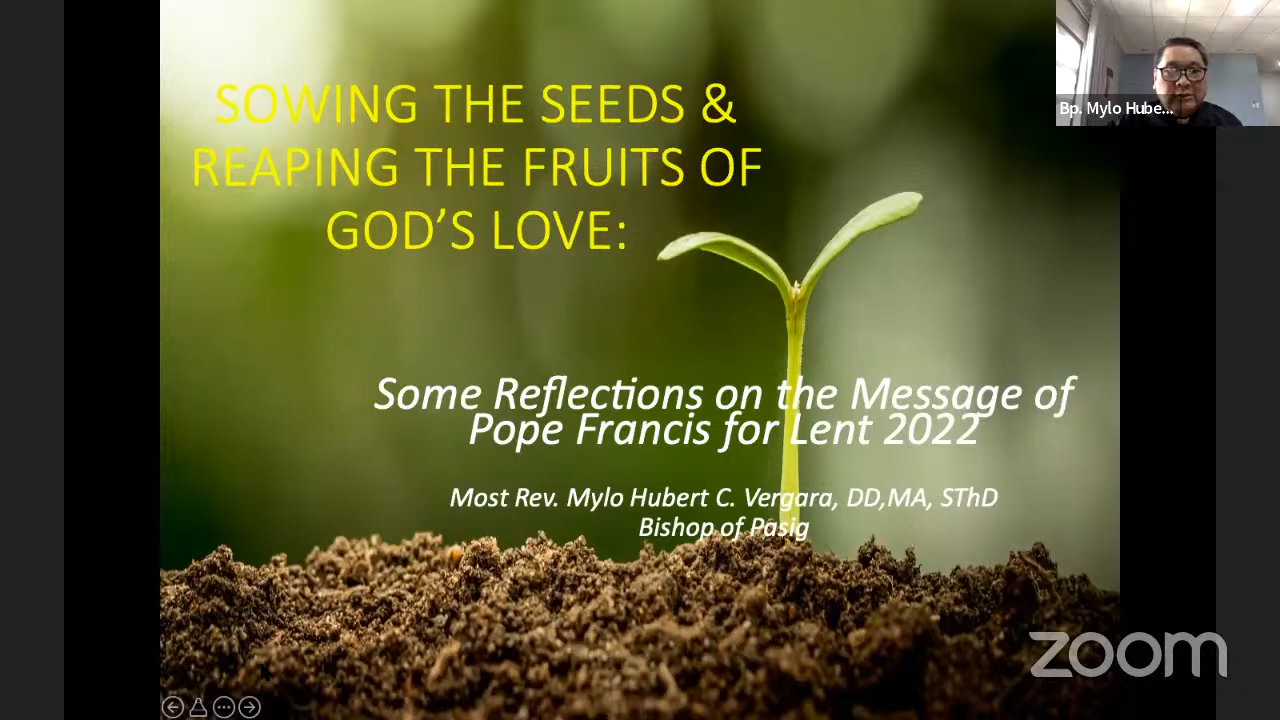 SOWING THE SEEDS &
REAPING THE FRUITS OF
GOD'S LOVE:
Bp. Mylo Hube...
Some Reflections on the Message of
Pope Francis for Lent 2022
Most Rev. Mylo Hubert C. Vergara, DD,MA, SThD
Bishop of Pasig
zoom